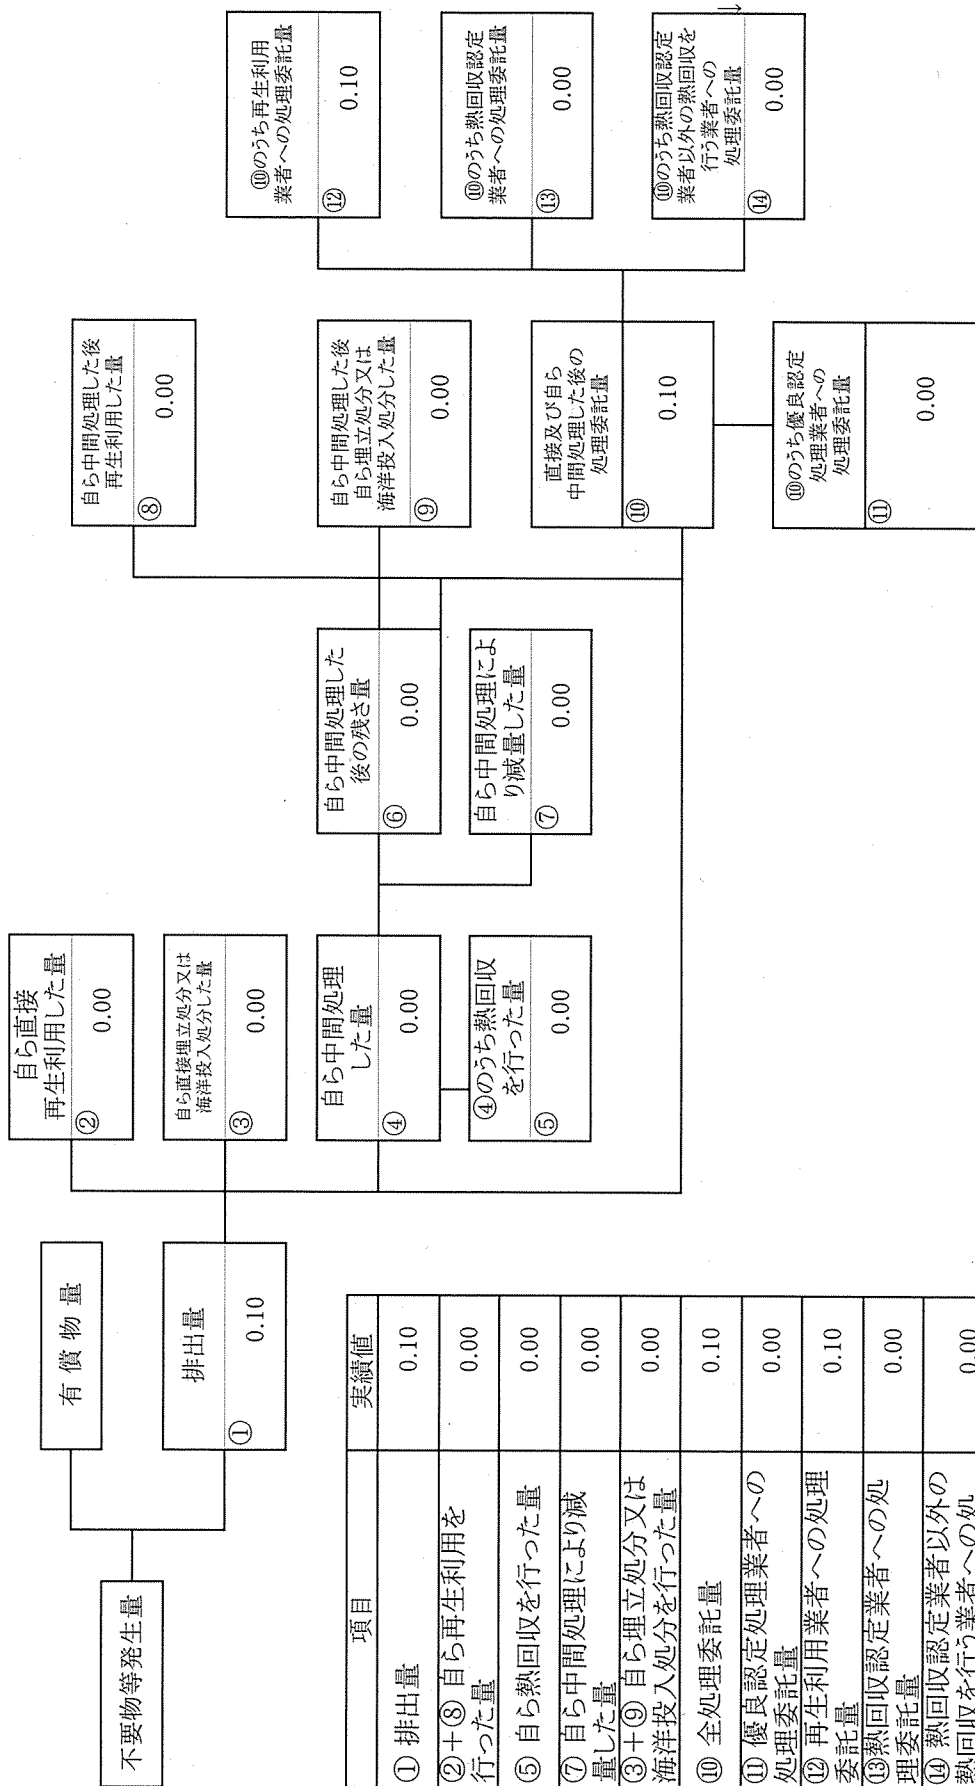 不要物等発生量
有償物量
排出量
①
0.10
自ら直接
再生利用した量
②
0.00
自ら直接埋立処分又は
海洋投入処分した量
③
0.00
自ら中間処理
した量
④
0.00
④のうち熱回収
を行った量
⑤
0.00
自ら中間処理した
後の残さ量
⑥
0.00
自ら中間処理によ
り減量した量
⑦
0.00
自ら中間処理した後
再生利用した量
⑧
0.00
自ら中間処理した後
自ら埋立処分又は
海洋投入処分した量
⑨
0.00
直接及び自ら
中間処理した後の
処理委託量
⑩
0.10
⑩のうち優良認定
処理業者への
処理委託量
⑪
0.00
⑩のうち再生利用
業者への処理委託量
⑫
0.10
⑩のうち熱回収認定
業者への処理委託量
⑬
0.00
⑩のうち熱回収認定
業者以外の熱回収を
行う業者への
処理委託量
⑭
0.00
↓
項目 実績値
① 排出量 0.10
②+⑧ 自ら再生利用を
行った量 0.00
⑤ 自ら熱回収を行った量 0.00
⑦ 自ら中間処理により減
量した量 0.00
③+⑨ 自ら埋立処分又は
海洋投入処分を行った量 0.00
⑩ 全処理委託量 0.10
⑪ 優良認定処理業者への
処理委託量 0.00
⑫ 再生利用業者への処理
委託量 0.10
⑬熱回収認定業者への処
理委託量 0.00
⑭ 熱回収認定業者以外の
熱回収を行う業者への処 0.00